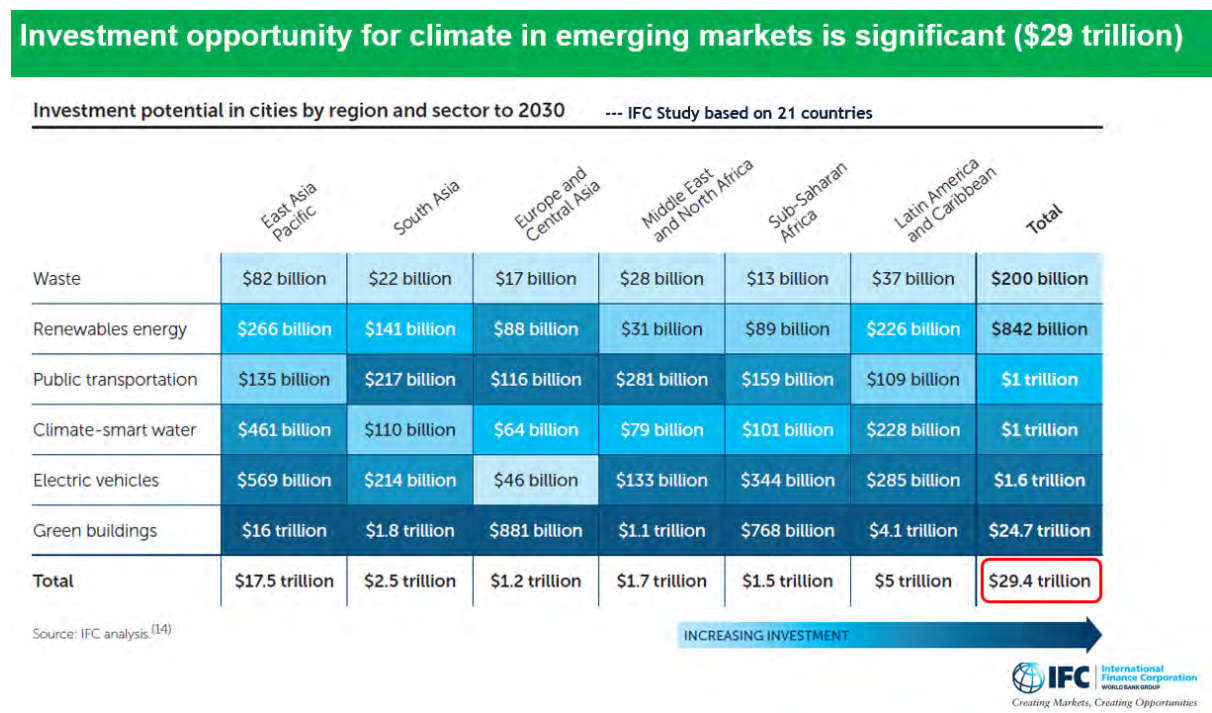 Investment opportunity for climate in emerging markets is significant ($29 trillion)
Investment potential in cities by region and sector to 2030 --- IFC Study based on 21 countries
East Asia
Pacific
South Asia
Europe and
Central Asia
Middle East
and North Africa
Sub-Saharan
Africa
Latin America
and Caribbean
Total
Waste $82 billion $22 billion $17 billion $28 billion $13 billion $37 billion $200 billion
Renewables energy $266 billion $141 billion $88 billion $31 billion $89 billion $226 billion $842 billion
Public transportation $135 billion $217 billion $116 billion $281 billion $159 billion $109 billion $1 trillion
Climate-smart water $461 billion $110 billion $64 billion $79 billion $101 billion $228 billion $1 trillion
Electric vehicles $569 billion $214 billion $46 billion $133 billion $344 billion $285 billion $1.6 trillion
Green buildings $16 trillion $1.8 trillion $881 billion $1.1 trillion $768 billion $4.1 trillion $24.7 trillion
Total $17.5 trillion $2.5 trillion $1.2 trillion $1.7 trillion $1.5 trillion $5 trillion $29.4 trillion
Source: IFC analysis.(14)
INCREASING INVESTMENT
IFC
International
Finance Corporation
WORLD BANK GROUP
Creating Markets, Creating Opportunities